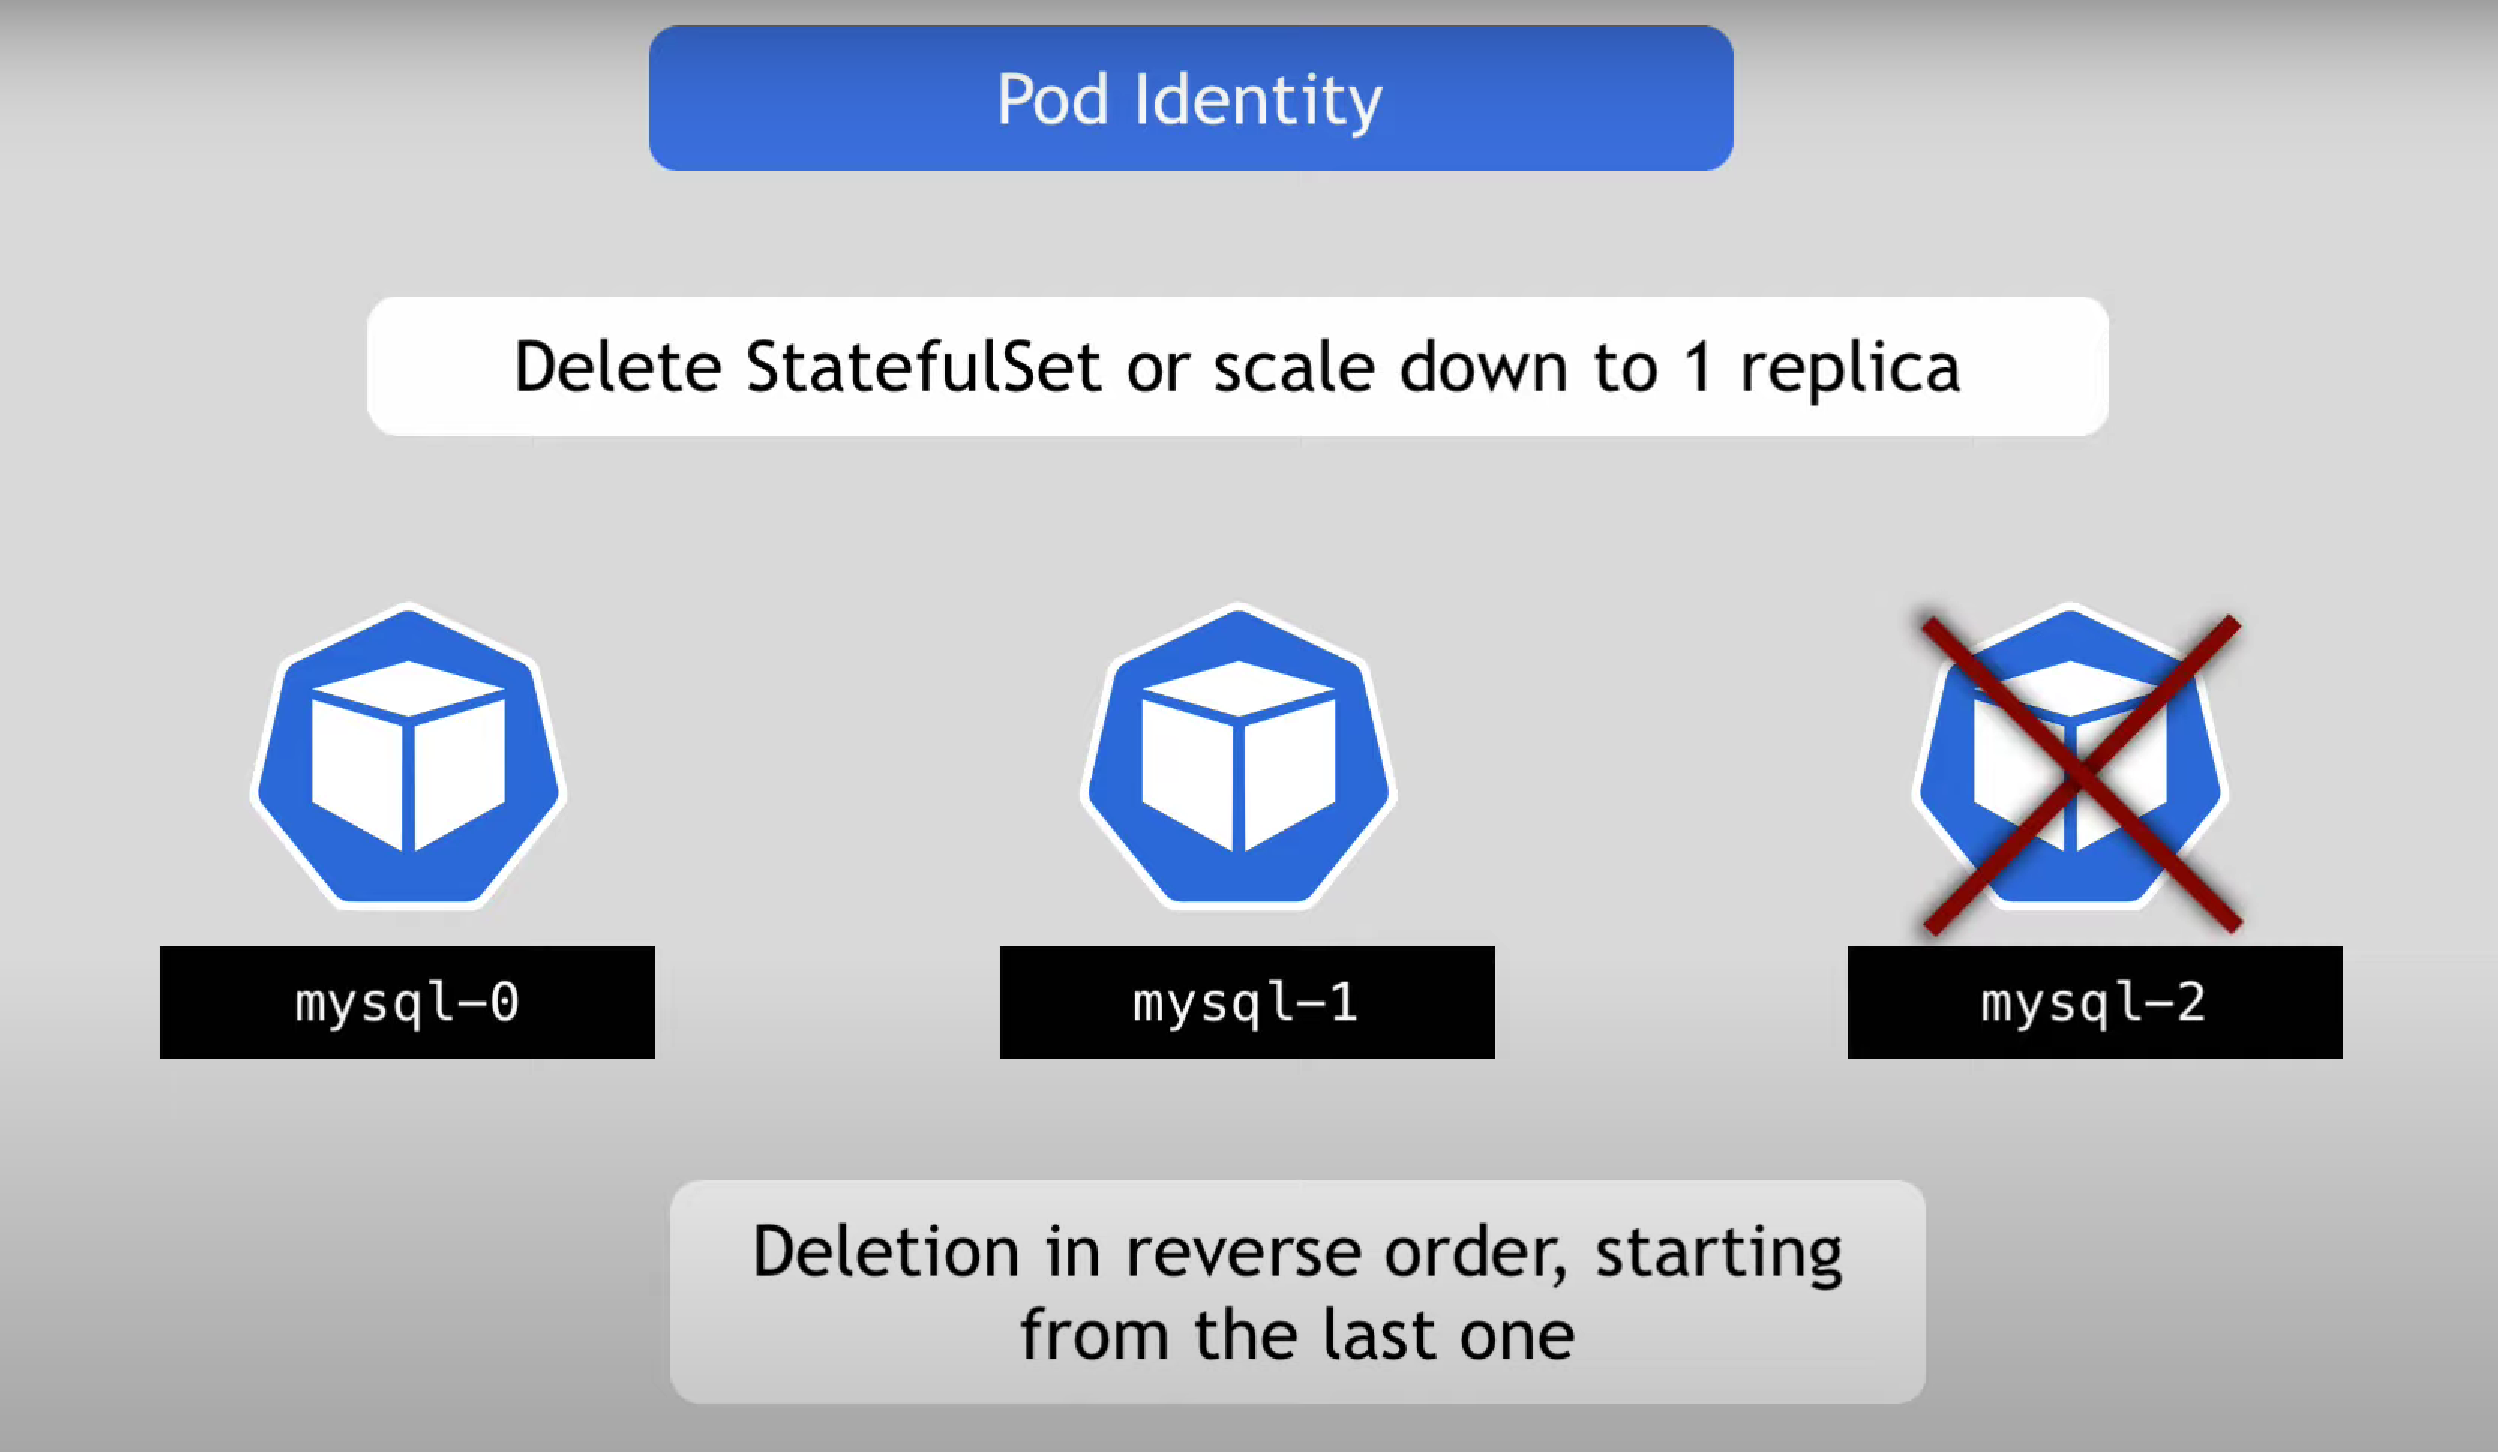 Pod Identity
Delete StatefulSet or scale down to 1 replica
mysql-0
mysql-1
mysql-2
Deletion in reverse order, starting
from the last one